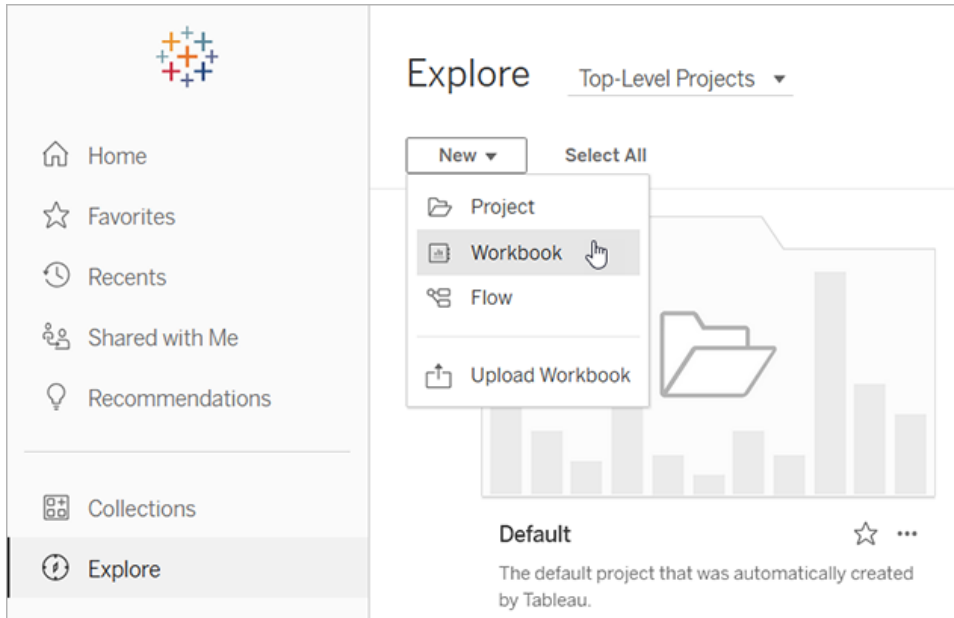 Explore
Top-Level Projects
Home
New
Select All
Project
Favorites
Workbook
Recents
Flow
Shared with Me
Upload Workbook
Recommendations
Collections
Default
Explore
The default project that was automatically created
by Tableau.